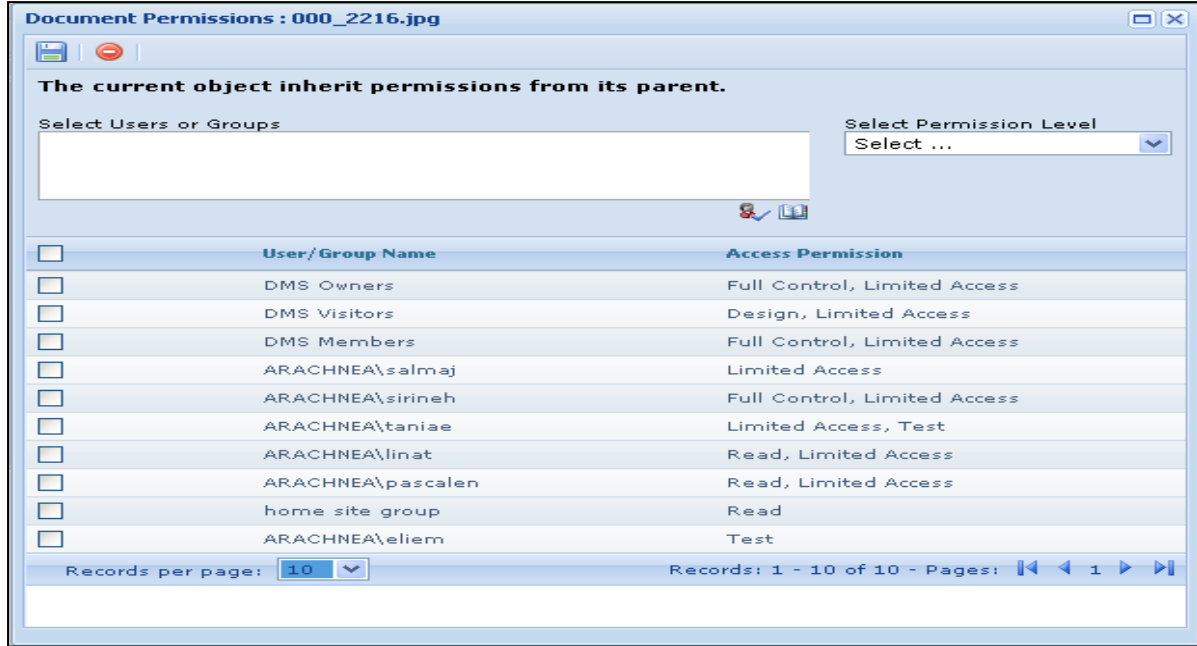 Document Permissions : 000_2216.jpg
The current object inherit permissions from its parent.
Select Users or Groups
Select Permission Level
Select ...
User/Group Name Access Permission
DMS Owners Full Control, Limited Access
DMS Visitors Design, Limited Access
DMS Members Full Control, Limited Access
ARACHNEA\salmaj Limited Access
ARACHNEA\sirineh Full Control, Limited Access
ARACHNEA\taniae Limited Access, Test
ARACHNEA\linat Read, Limited Access
ARACHNEA\pascalen Read, Limited Access
home site group Read
ARACHNEA\eliem Test
Records per page: 10 Records: 1 - 10 of 10 - Pages: 1